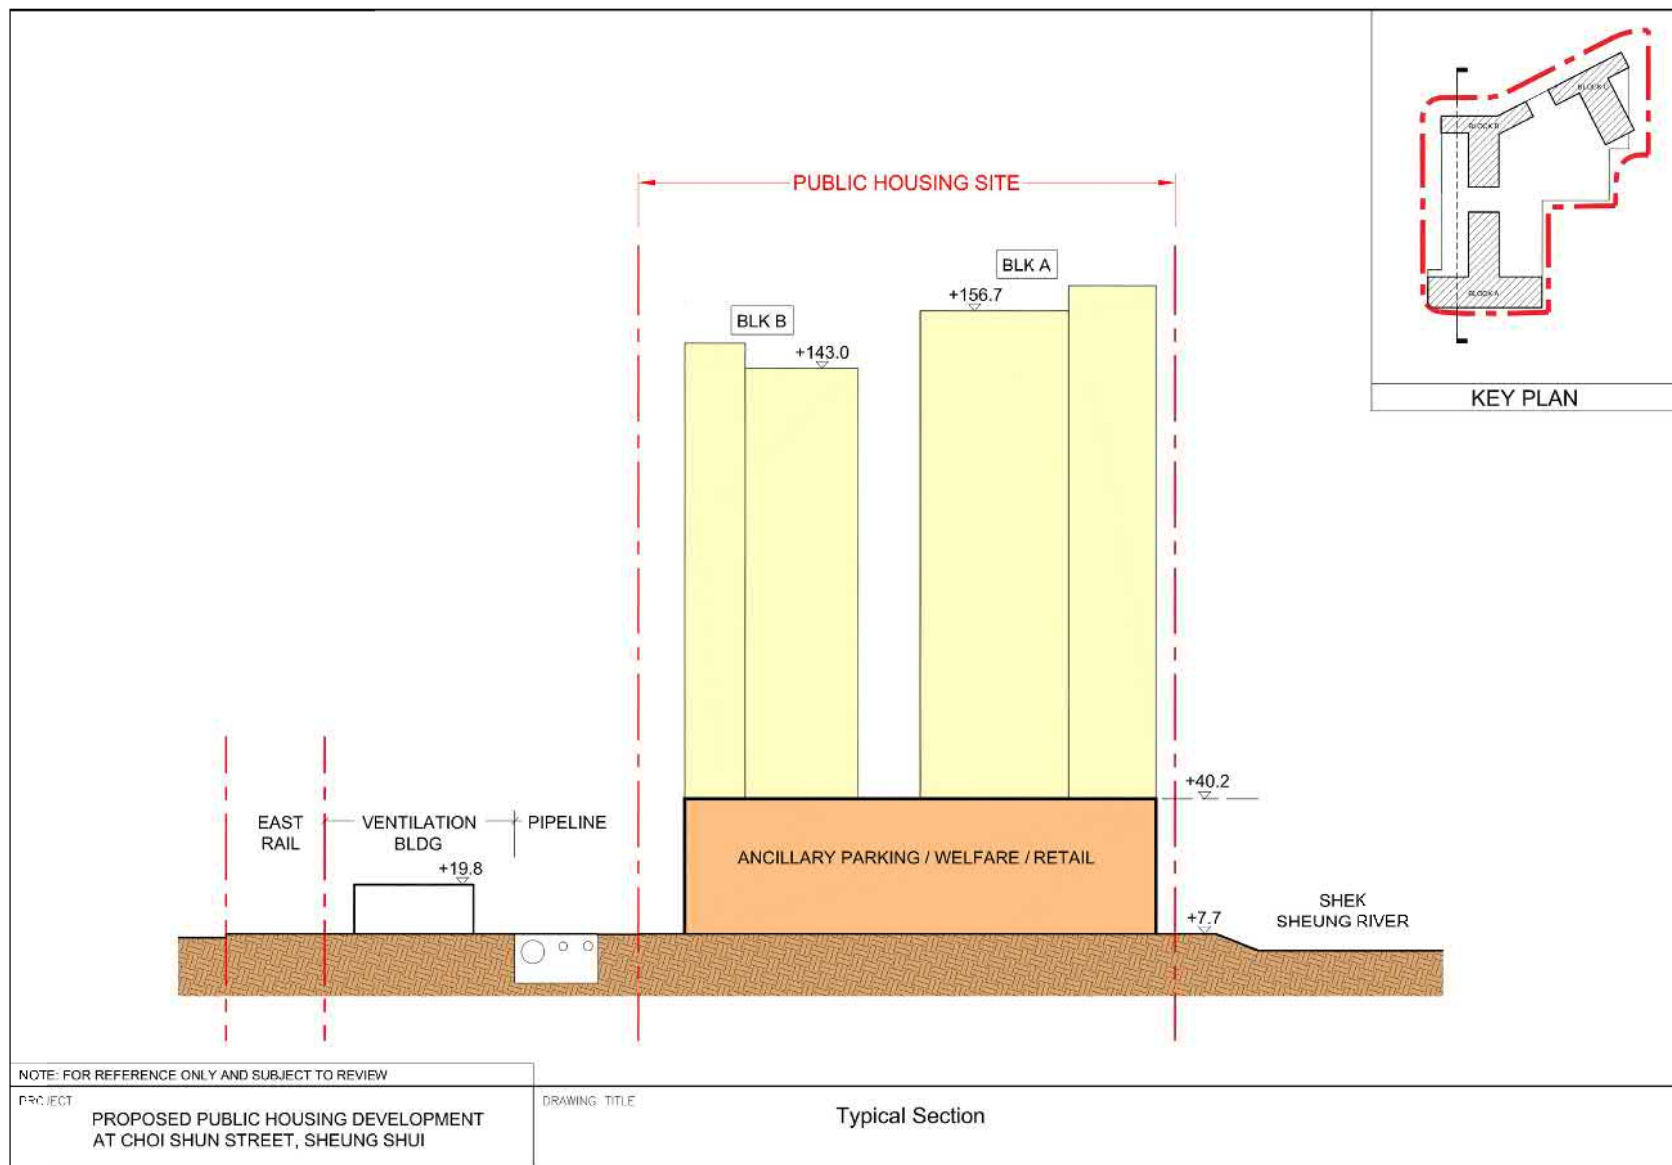 PUBLIC HOUSING SITE
BLK A
+156.7
BLK B
+143.0
BLOCK B
BLOCK A
KEY PLAN
+40.2
EAST
RAIL
VENTILATION
BLDG
PIPELINE
+19.8
ANCILLARY PARKING / WELFARE / RETAIL
+7.7
SHEK
SHEUNG RIVER
NOTE: FOR REFERENCE ONLY AND SUBJECT TO REVIEW
PROJECT
PROPOSED PUBLIC HOUSING DEVELOPMENT
AT CHOI SHUN STREET, SHEUNG SHUI
DRAWING TITLE
Typical Section